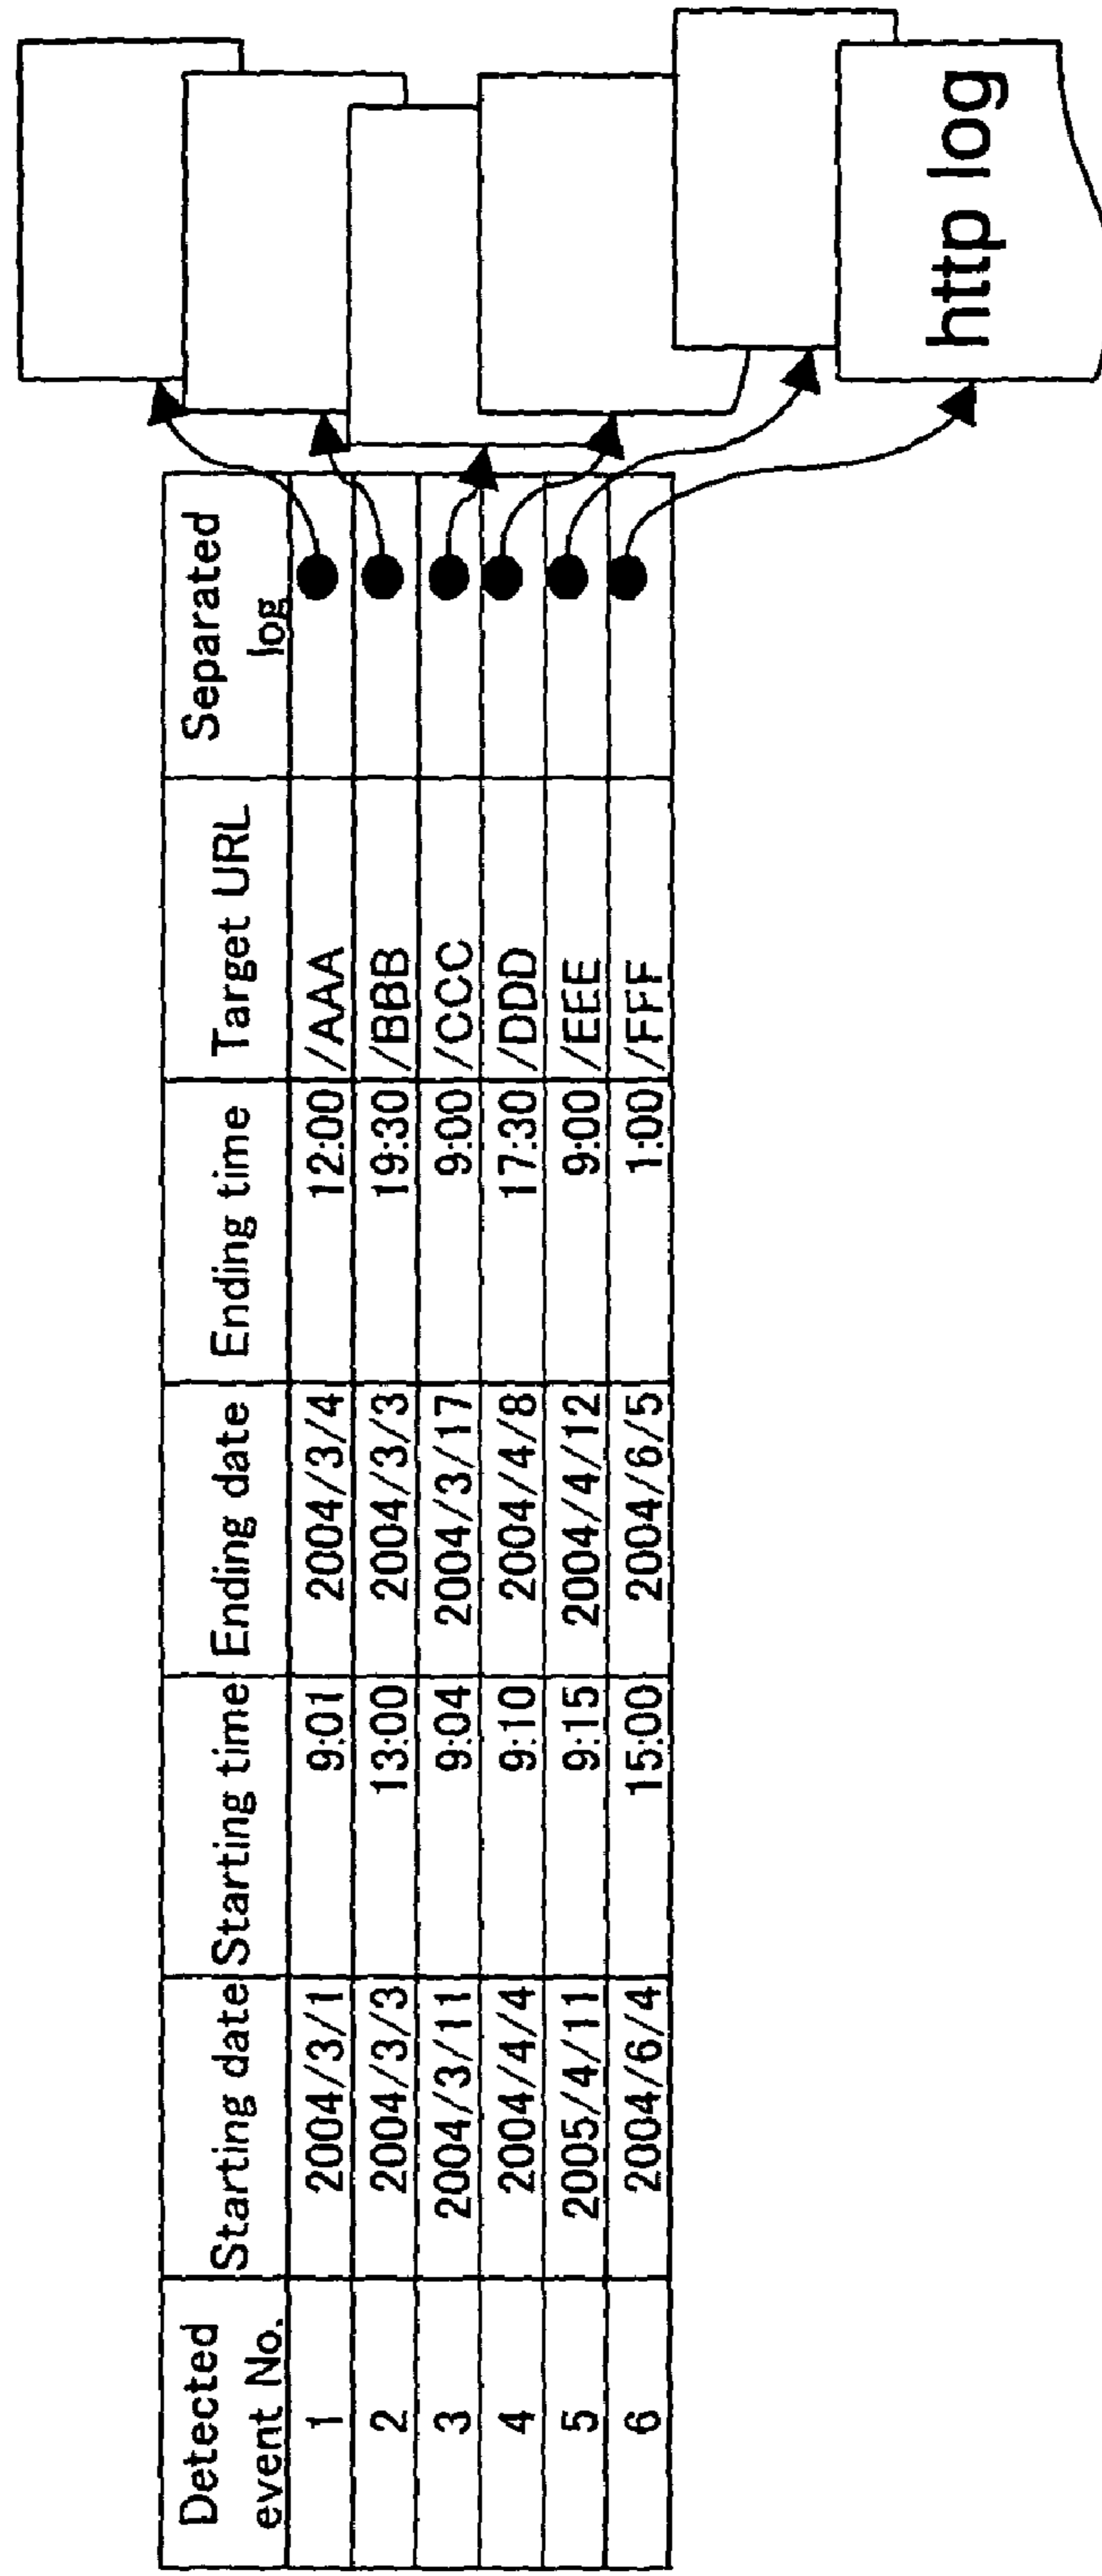 Detected event No. Starting date Starting time Ending date Ending time Target URL Separated log
1 2004/3/1 9:01 2004/3/4 12:00 /AAA
2 2004/3/3 13:00 2004/3/3 19:30 /BBB
3 2004/3/11 9:04 2004/3/17 9:00 /CCC
4 2004/4/4 9:10 2004/4/8 17:30 /DDD
5 2005/4/11 9:15 2004/4/12 9:00 /EEE
6 2004/6/4 15:00 2004/6/5 1:00 /FFF
http log